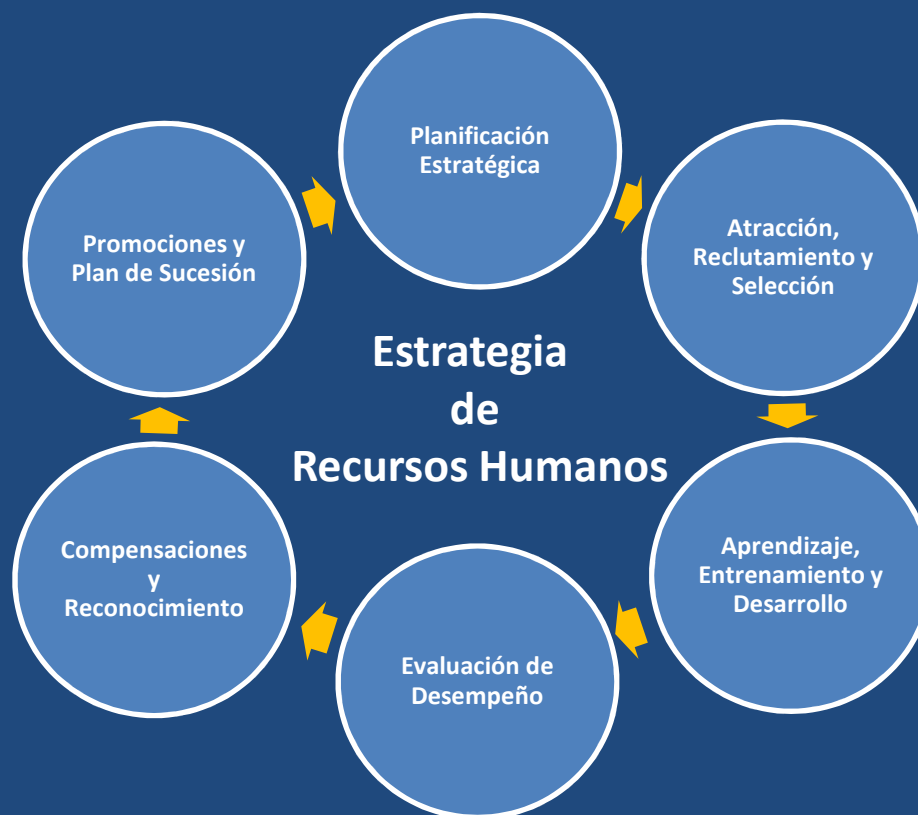 Planificación
Estratégica
Atracción,
Reclutamiento y
Selección
Aprendizaje,
Entrenamiento y
Desarrollo
Evaluación de
Desempeño
Compensaciones
y
Reconocimiento
Promociones y
Plan de Sucesión
Estrategia
de
Recursos Humanos